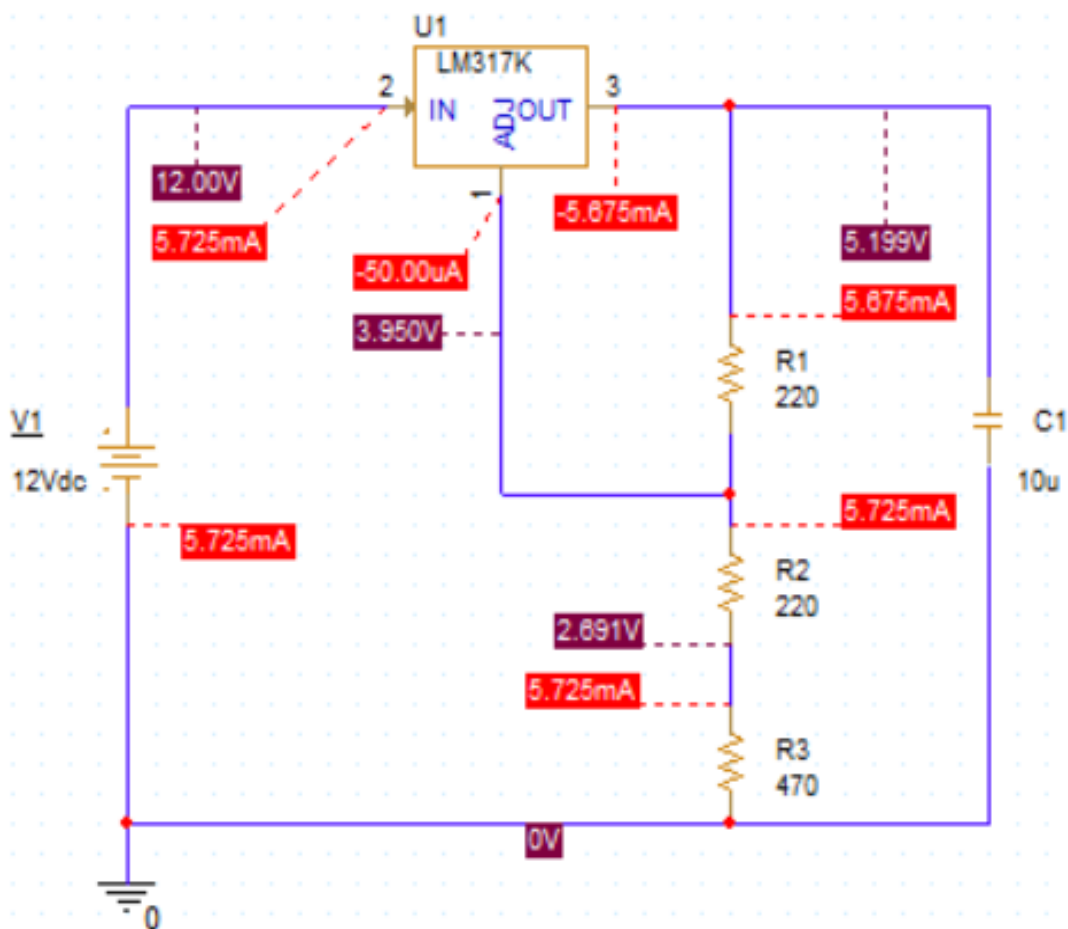 U1
LM317K
2
3
IN
ADJ
OUT
1
12.00V
5.725mA
-5.675mA
-50.00uA
5.199V
5.675mA
3.950V
R1
220
V1
12Vdc
C1
10u
5.725mA
5.725mA
R2
220
2.691V
5.725mA
R3
470
0V
0